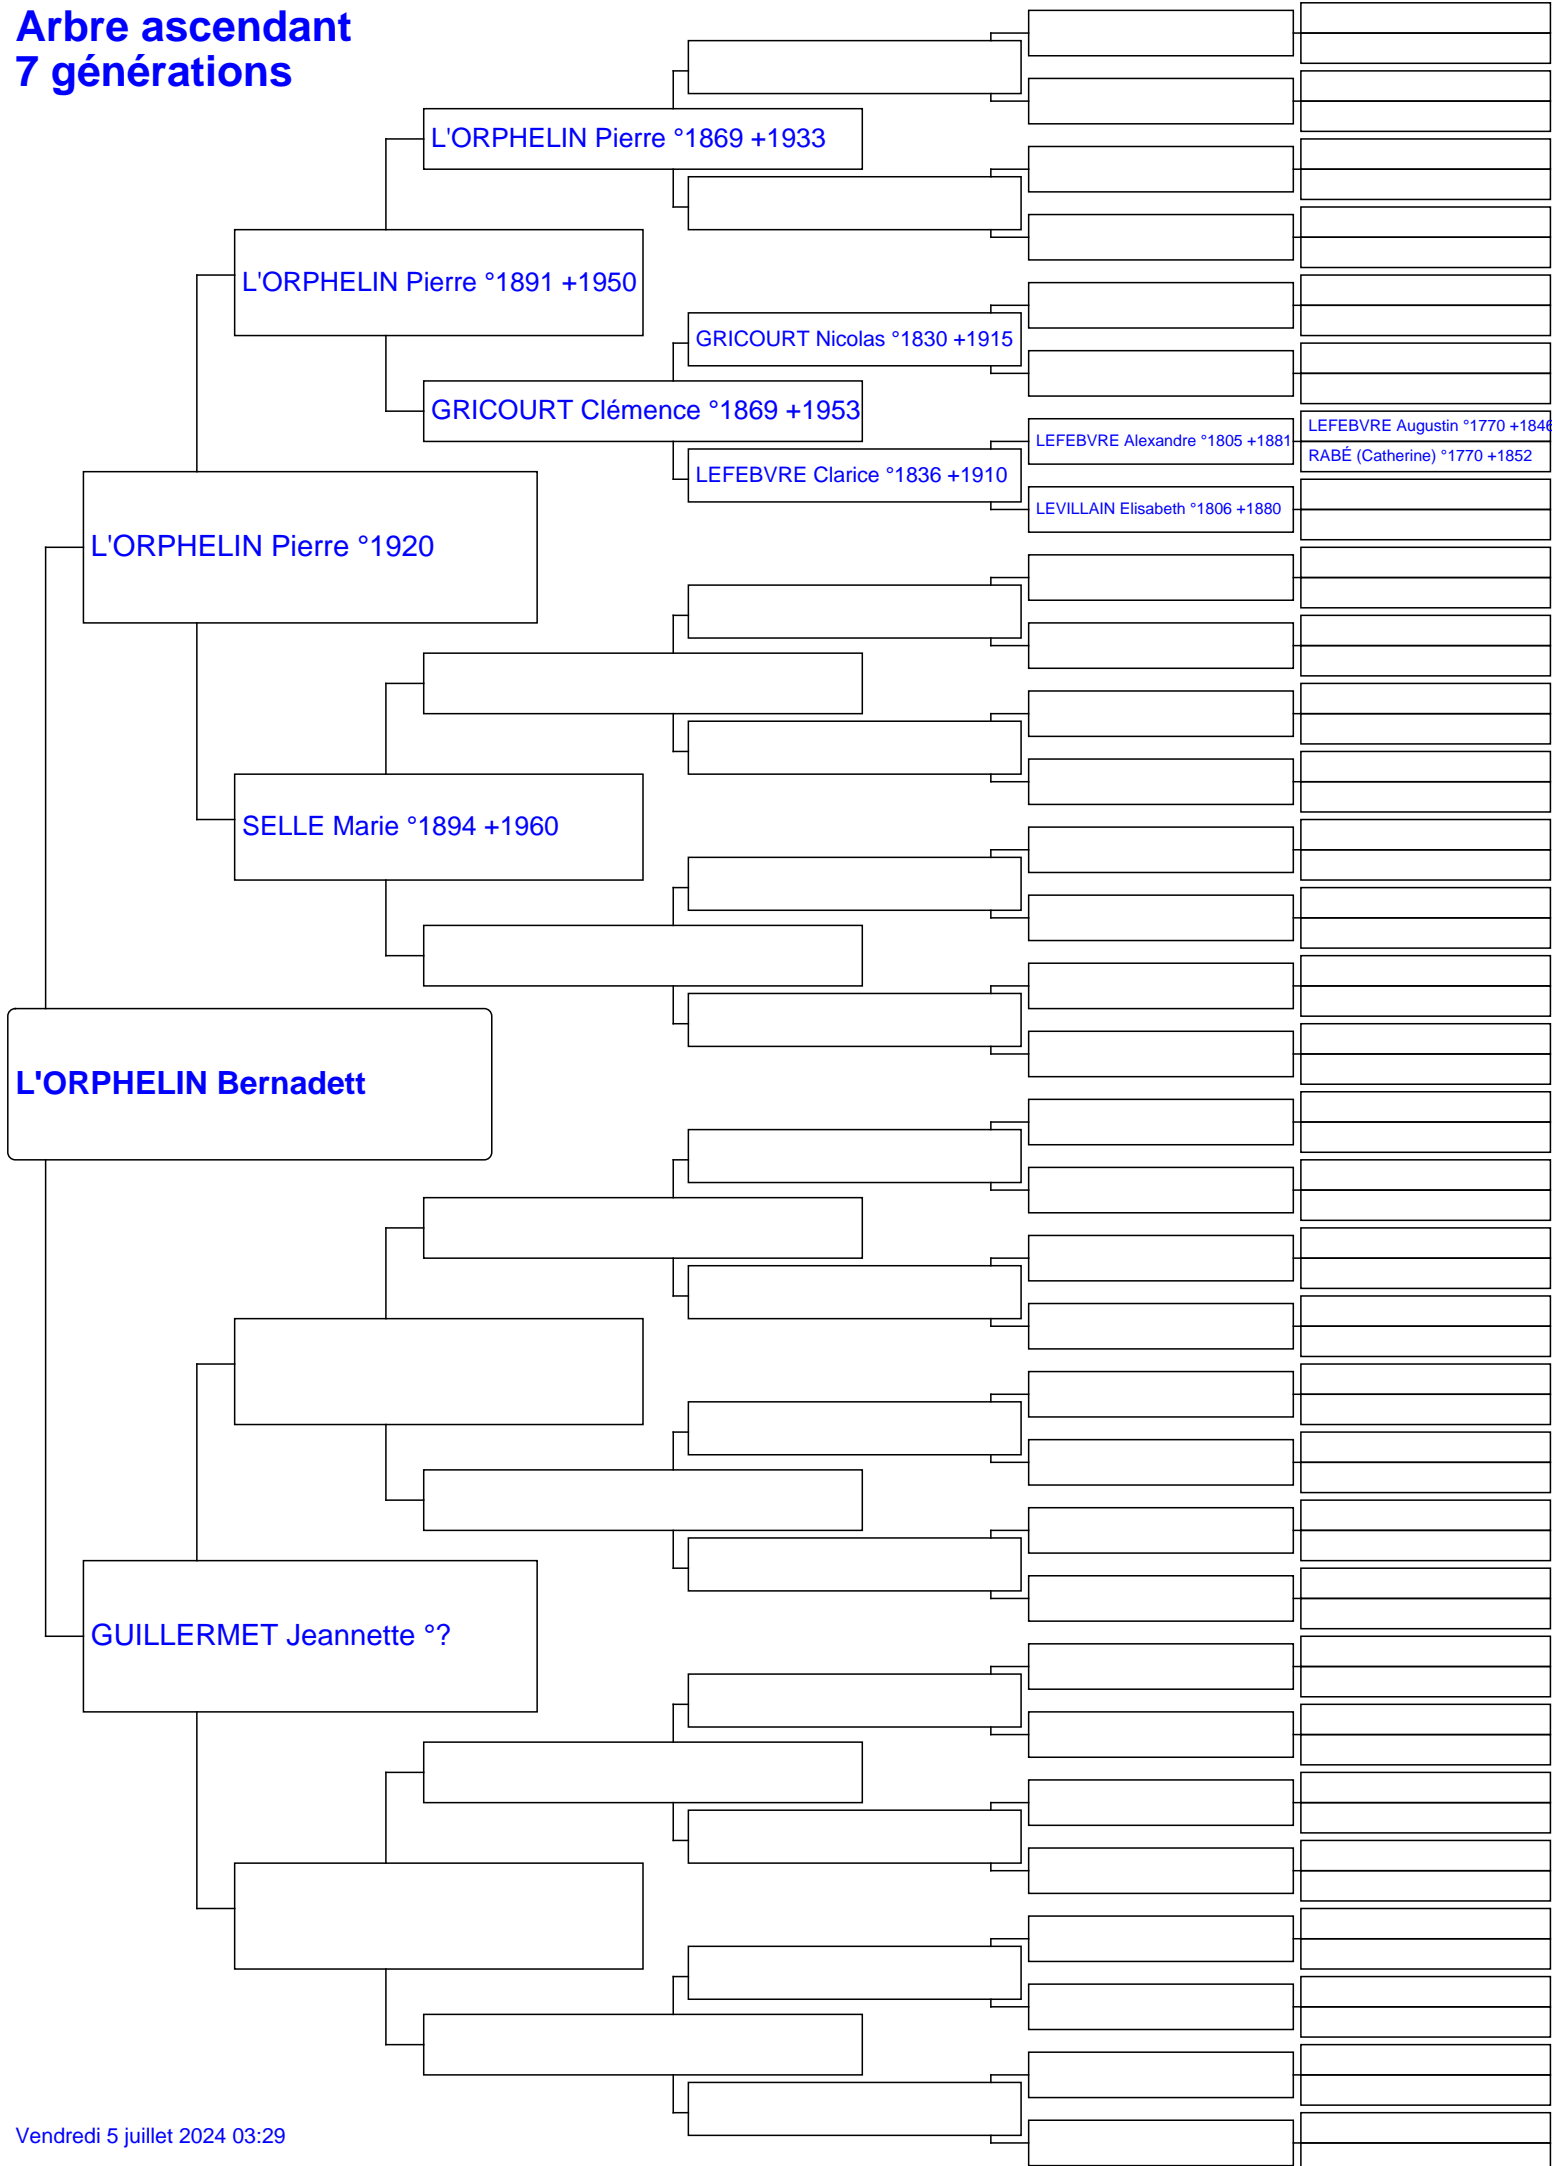 Arbre ascendant
7 générations
L'ORPHELIN Pierre °1869 +1933
L'ORPHELIN Pierre °1891 +1950
GRICOURT Nicolas °1830 +1915
GRICOURT Clémence °1869 +1953
LEFEBVRE Augustin °1770 +1846
LEFEBVRE Alexandre °1805 +1881
RABÉ (Catherine) °1770 +1852
LEFEBVRE Clarice °1836 +1910
LEVILLAIN Elisabeth °1806 +1880
L'ORPHELIN Pierre °1920
SELLE Marie °1894 +1960
L'ORPHELIN Bernadett
GUILLERMET Jeannette °?
Vendredi 5 juillet 2024 03:29